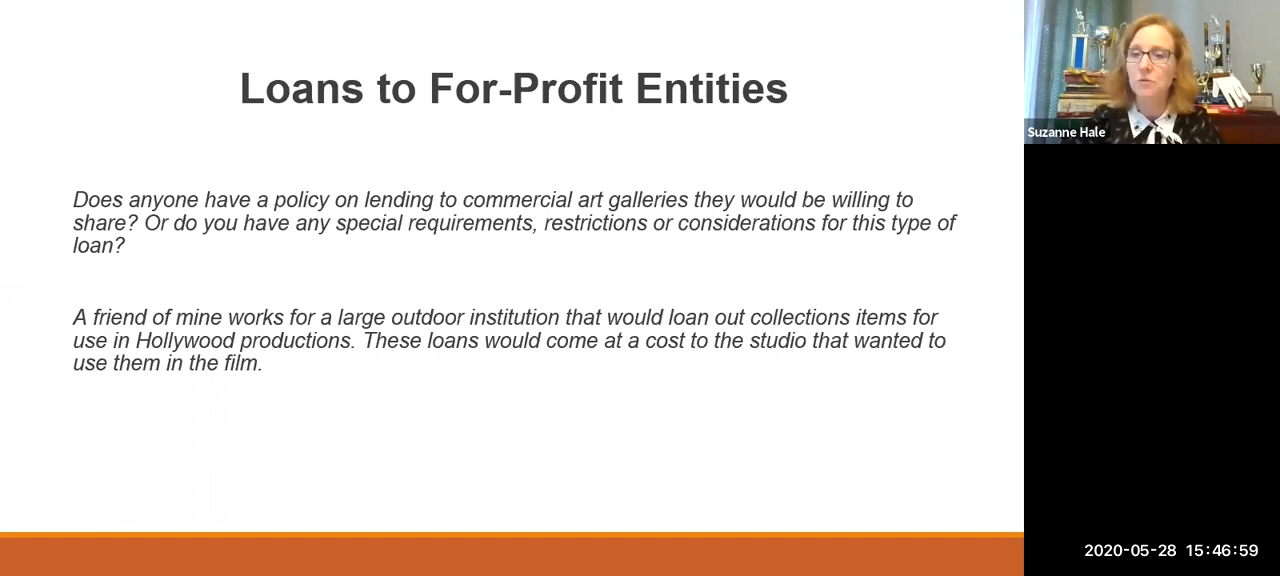 Loans to For-Profit Entities
Does anyone have a policy on lending to commercial art galleries they would be willing to
share? Or do you have any special requirements, restrictions or considerations for this type of
loan?
A friend of mine works for a large outdoor institution that would loan out collections items for
use in Hollywood productions. These loans would come at a cost to the studio that wanted to
use them in the film.
Suzanne Hale
2020-05-28 15:46:59